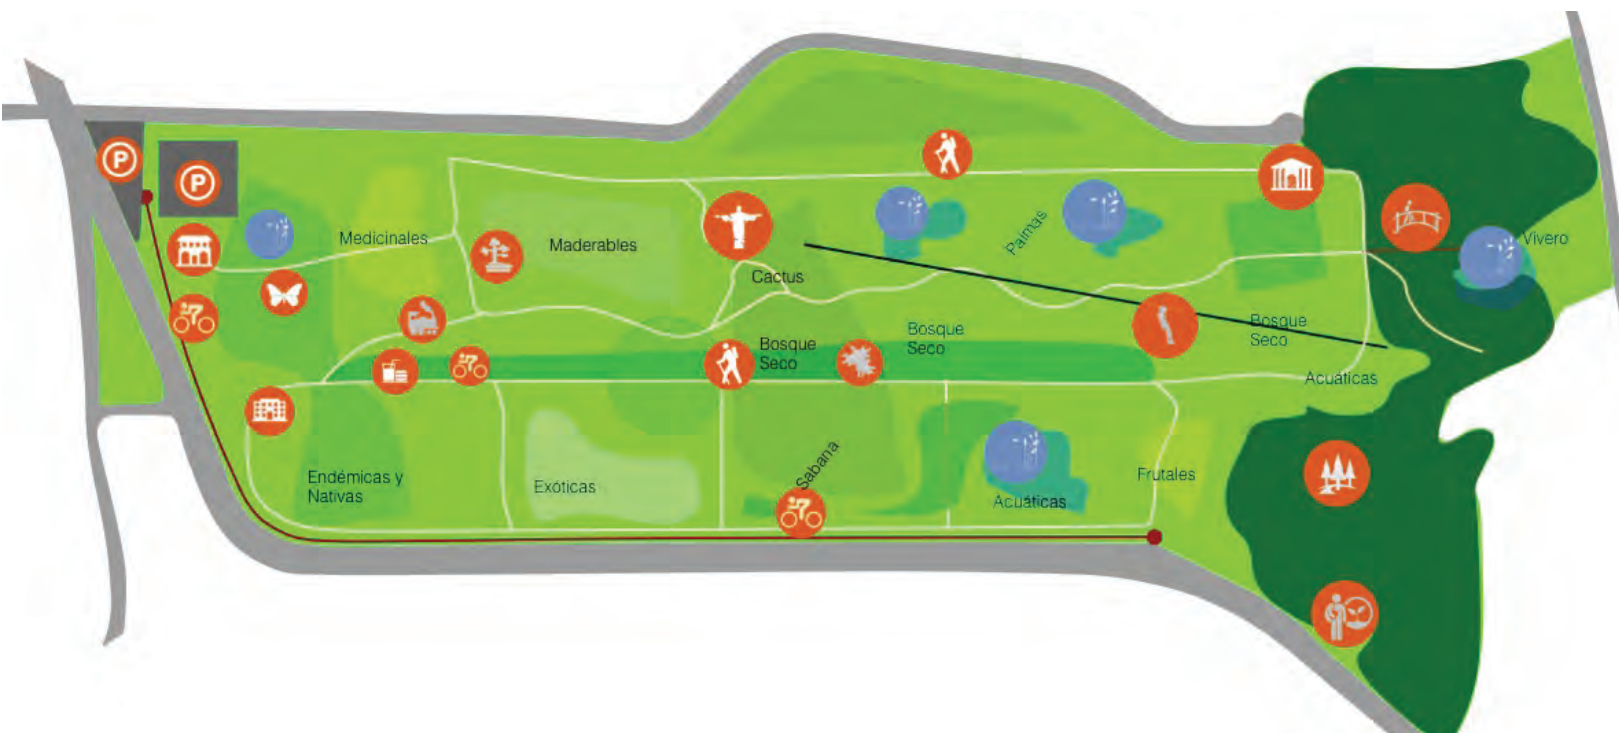 P
P
Medicinales
Maderables
Palmas
Vivero
Cactus
Bosque
Seco
Bosque
Seco
Bosque
Seco
Acuáticas
Endémicas y
Nativas
Exóticas
Sabana
Acuáticas
Frutales